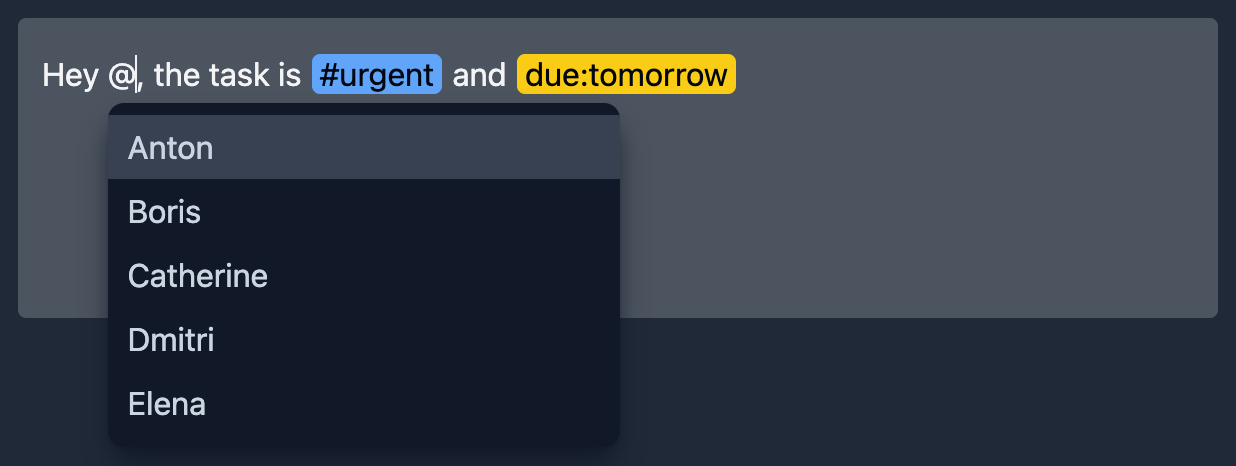 Hey @, the task is #urgent and due:tomorrow
Anton
Boris
Catherine
Dmitri
Elena